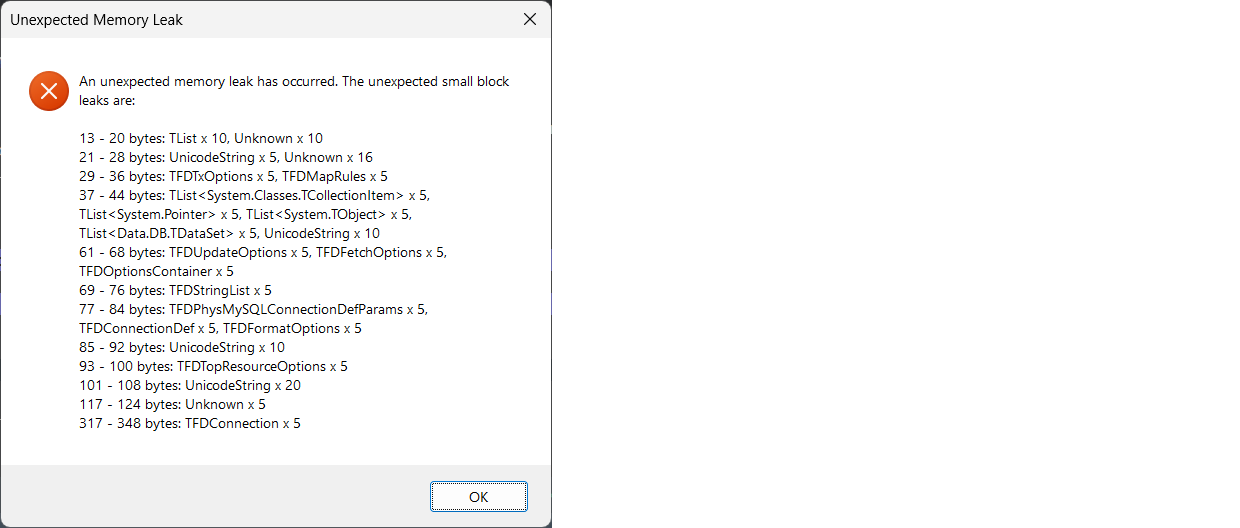 Unexpected Memory Leak
An unexpected memory leak has occurred. The unexpected small block
leaks are:
13 - 20 bytes: TList x 10, Unknown x 10
21 - 28 bytes: UnicodeString x 5, Unknown x 16
29 - 36 bytes: TFDTxOptions x 5, TFDMapRules x 5
37 - 44 bytes: TList<System.Classes.TCollectionItem> x 5,
TList<System.Pointer> x 5, TList<System.TObject> x 5,
TList<Data.DB.TDataSet> x 5, UnicodeString x 10
61 - 68 bytes: TFDUpdateOptions x 5, TFDFetchOptions x 5,
TFDOptionsContainer x 5
69 - 76 bytes: TFDStringList x 5
77 - 84 bytes: TFDPhysMySQLConnectionDefParams x 5,
TFDConnectionDef x 5, TFDFormatOptions x 5
85 - 92 bytes: UnicodeString x 10
93 - 100 bytes: TFDTopResourceOptions x 5
101 - 108 bytes: UnicodeString x 20
117 - 124 bytes: Unknown x 5
317 - 348 bytes: TFDConnection x 5
OK